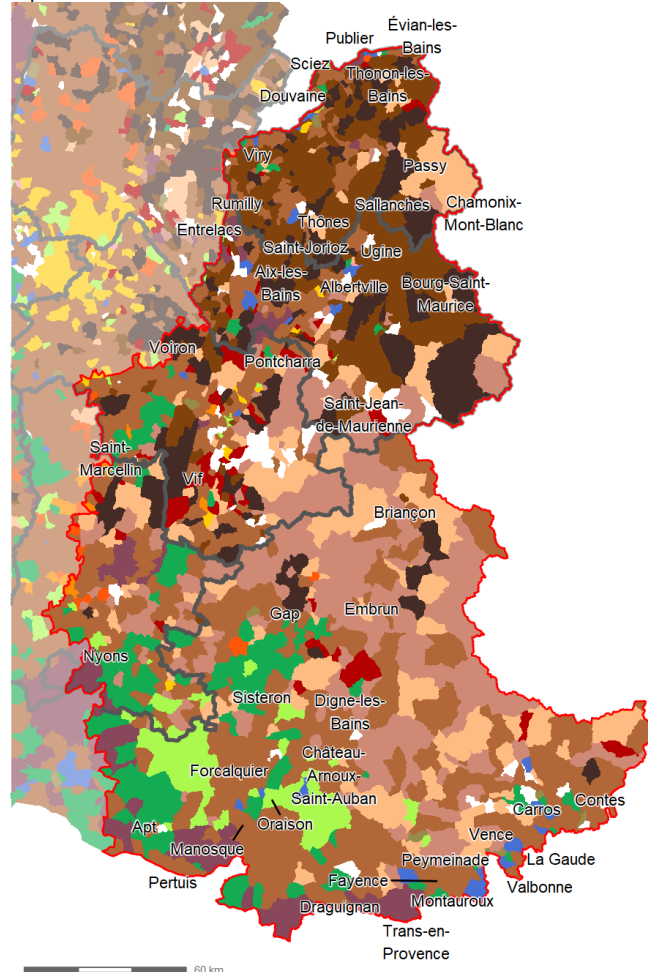 Évian-les-
Bains
Publier
Sciez
Thonon-les-
Bains
Douvaine
Viry
Passy
Rumilly
Sallanches
Chamonix-
Mont-Blanc
Thônes
Entrelacs
Saint-Jorioz
Ugine
Aix-les-
Bains
Albertville
Bourg-Saint-
Maurice
Voiron
Pontcharra
Saint-Jean-
de-Maurienne
Saint-
Marcellin
Vif
Briançon
Gap
Embrun
Nyons
Sisteron
Digne-les-
Bains
Château-
Arnoux-
Saint-Auban
Forcalquier
Carros
Contes
Oraison
Apt
Vence
Manosque
Peymeinade
La Gaude
Pertuis
Fayence
Valbonne
Montauroux
Draguignan
Trans-en-
Provence
60 km